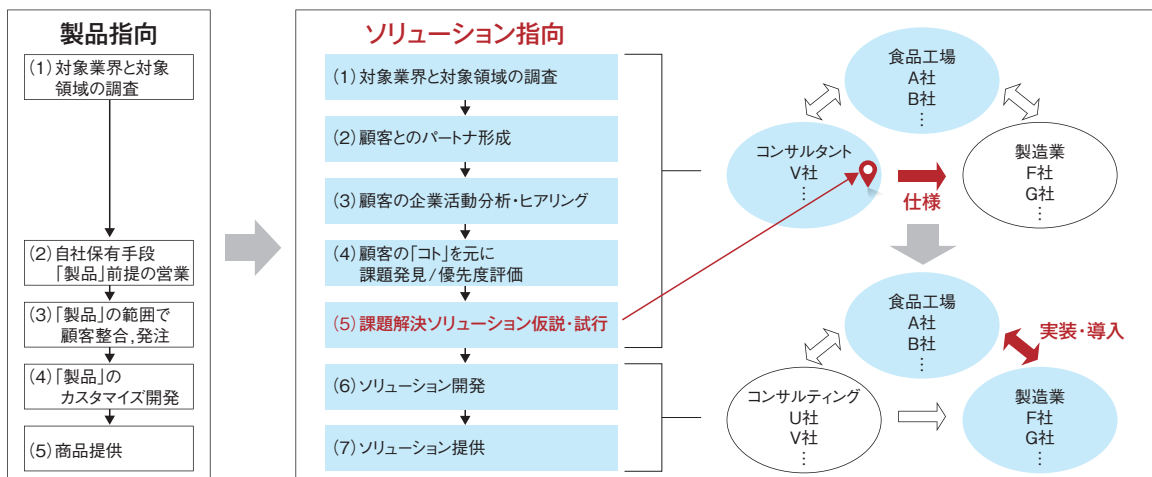 製品指向
(1)対象業界と対象
領域の調査
(2)自社保有手段
「製品」前提の営業
(3)「製品」の範囲で
顧客整合,発注
(4)「製品」の
カスタマイズ開発
(5)商品提供
ソリューション指向
(1)対象業界と対象領域の調査
(2)顧客とのパートナ形成
(3)顧客の企業活動分析・ヒアリング
(4)顧客の「コト」を元に
課題発見/優先度評価
(5)課題解決ソリューション仮説・試行
(6)ソリューション開発
(7)ソリューション提供
食品工場
A社
B社
⋮
コンサルタント
V社
⋮
仕様
製造業
F社
G社
⋮
食品工場
A社
B社
⋮
実装・導入
コンサルティング
U社
V社
⋮
製造業
F社
G社
⋮